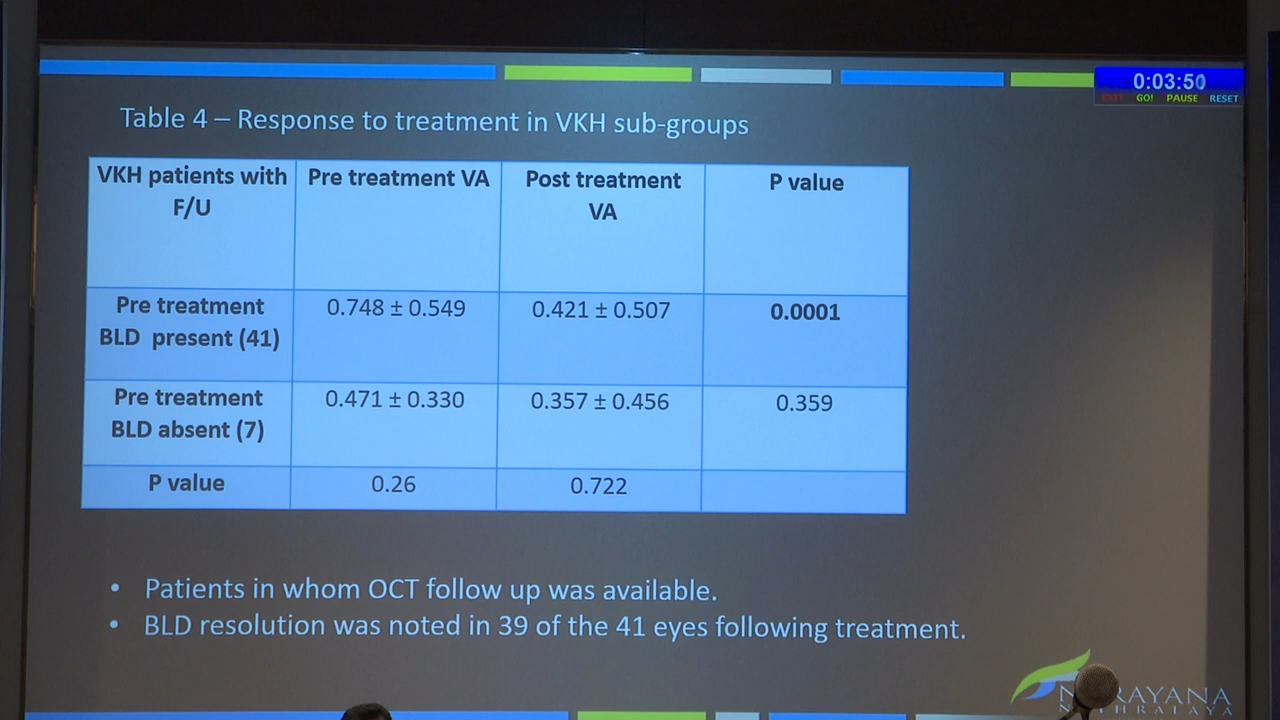 0:03:50
EXIT GO! PAUSE RESET
Table 4 – Response to treatment in VKH sub-groups
VKH patients with
F/U
Pre treatment VA
Post treatment
VA
P value
Pre treatment
BLD present (41)
0.748 ± 0.549
0.421 ± 0.507
0.0001
Pre treatment
BLD absent (7)
0.471 ± 0.330
0.357 ± 0.456
0.359
P value
0.26
0.722
• Patients in whom OCT follow up was available.
• BLD resolution was noted in 39 of the 41 eyes following treatment.